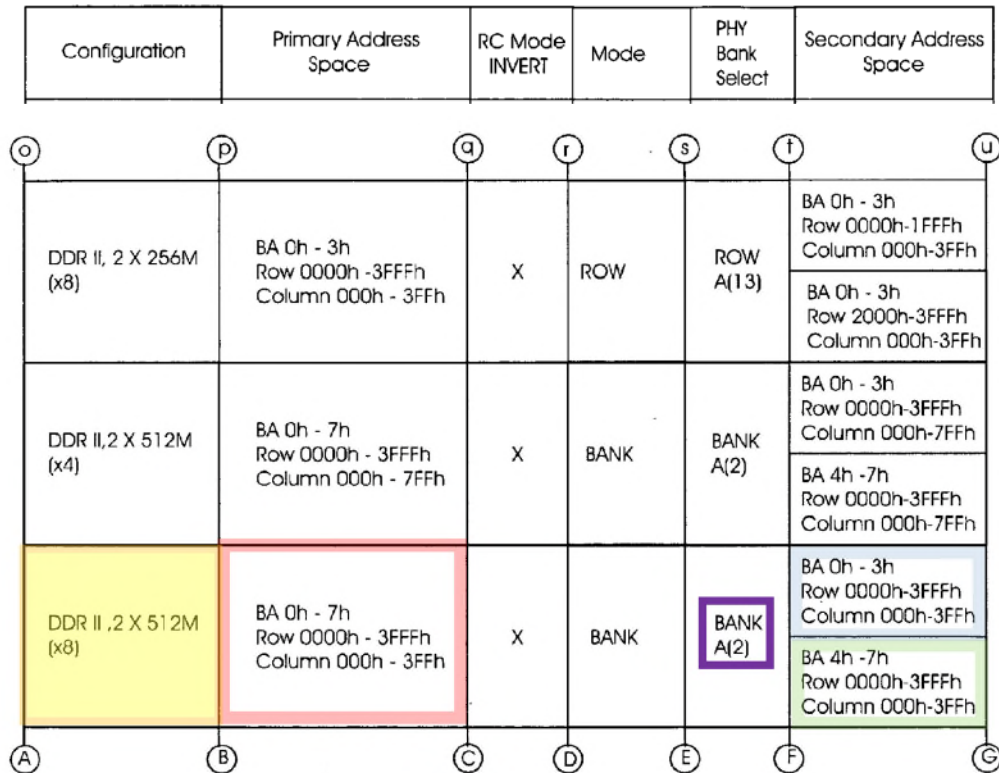 Configuration
Primary Address
Space
RC Mode
INVERT
Mode
PHY
Bank
Select
Secondary Address
Space
o
p
q
r
s
t
u
DDR II, 2 X 256M
(x8)
BA 0h - 3h
Row 0000h -3FFFh
Column 000h - 3FFh
X
ROW
ROW
A(13)
BA 0h - 3h
Row 0000h-1FFFh
Column 000h-3FFh
BA 0h - 3h
Row 2000h-3FFFh
Column 000h-3FFh
DDR II,2 X 512M
(x4)
BA 0h - 7h
Row 0000h - 3FFFh
Column 000h - 7FFh
X
BANK
BANK
A(2)
BA 0h - 3h
Row 0000h-3FFFh
Column 000h-7FFh
BA 4h -7h
Row 0000h-3FFFh
Column 000h-7FFh
DDR II ,2 X 512M
(x8)
BA 0h - 7h
Row 0000h - 3FFFh
Column 000h - 3FFh
X
BANK
BANK
A(2)
BA 0h - 3h
Row 0000h-3FFFh
Column 000h-3FFh
BA 4h -7h
Row 0000h-3FFFh
Column 000h-3FFh
A
B
C
D
E
F
G